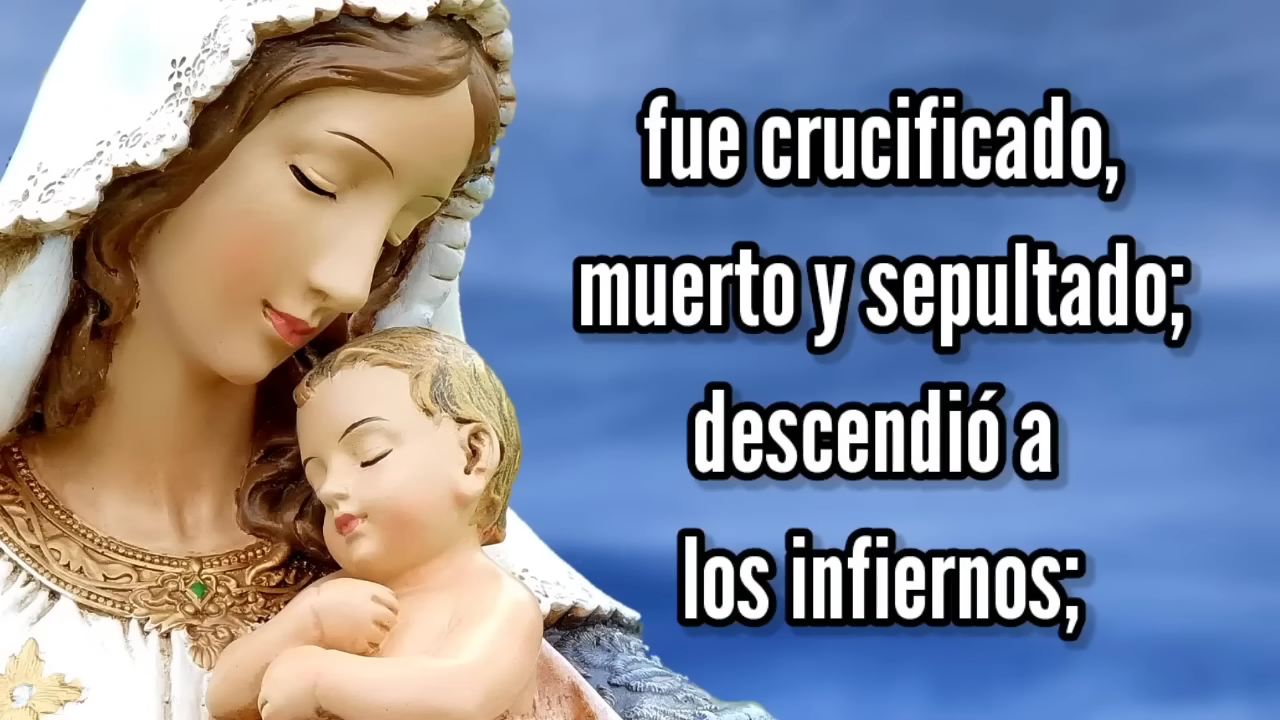 fue crucificado,
muerto y sepultado;
descendió a
los infiernos;